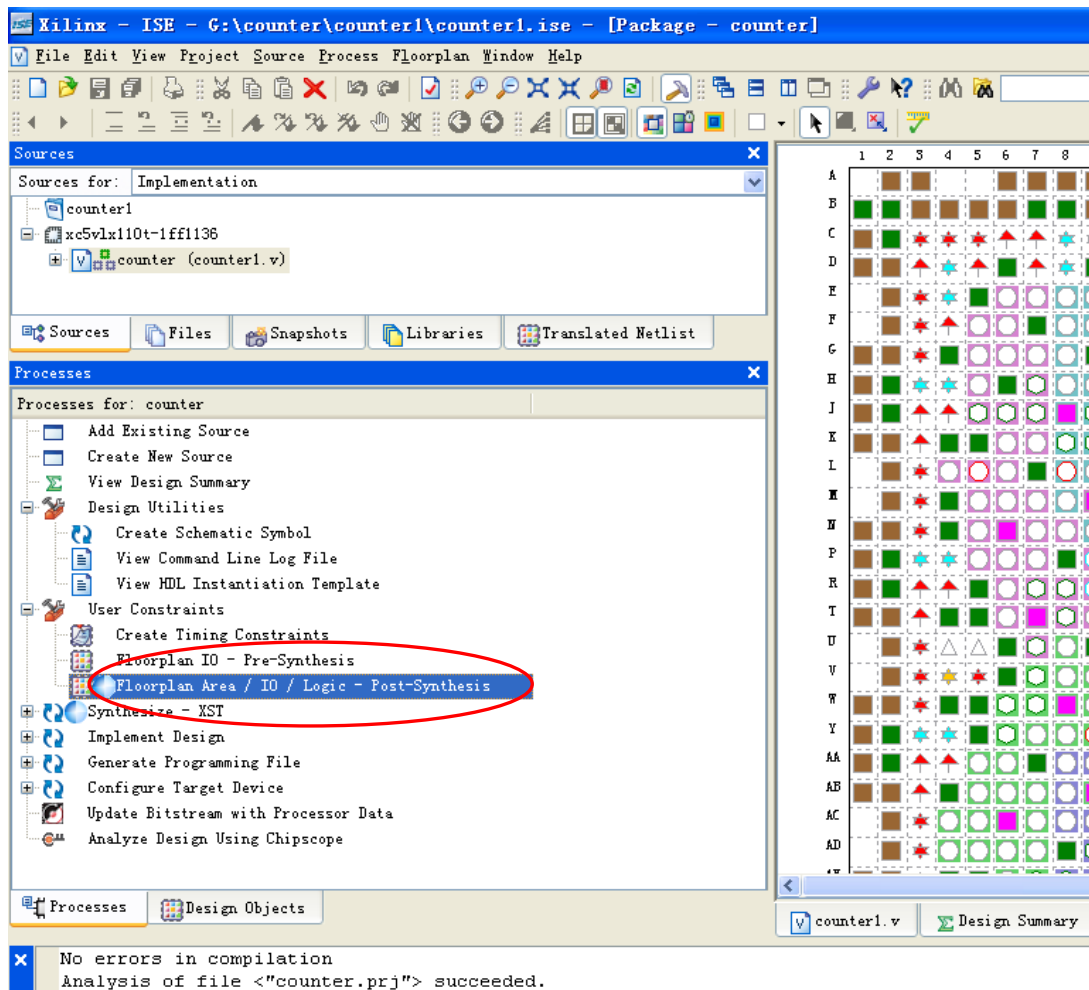 Xilinx - ISE - G:\counter\counter1\counter1.ise - [Package - counter]
File Edit View Project Source Process Floorplan Window Help
Sources
Sources for: Implementation
counter1
xc5vlx110t-1ff1136
counter (counter1.v)
Sources Files Snapshots Libraries Translated Netlist
Processes
Processes for: counter
Add Existing Source
Create New Source
View Design Summary
Design Utilities
Create Schematic Symbol
View Command Line Log File
View HDL Instantiation Template
User Constraints
Create Timing Constraints
Floorplan IO - Pre-Synthesis
Floorplan Area / IO / Logic - Post-Synthesis
Synthesize - XST
Implement Design
Generate Programming File
Configure Target Device
Update Bitstream with Processor Data
Analyze Design Using Chipscope
Processes Design Objects
1 2 3 4 5 6 7 8
A
B
C
D
E
F
G
H
J
K
L
M
N
P
R
T
U
V
W
Y
AA
AB
AC
AD
counter1.v Design Summary
No errors in compilation
Analysis of file <"counter.prj"> succeeded.